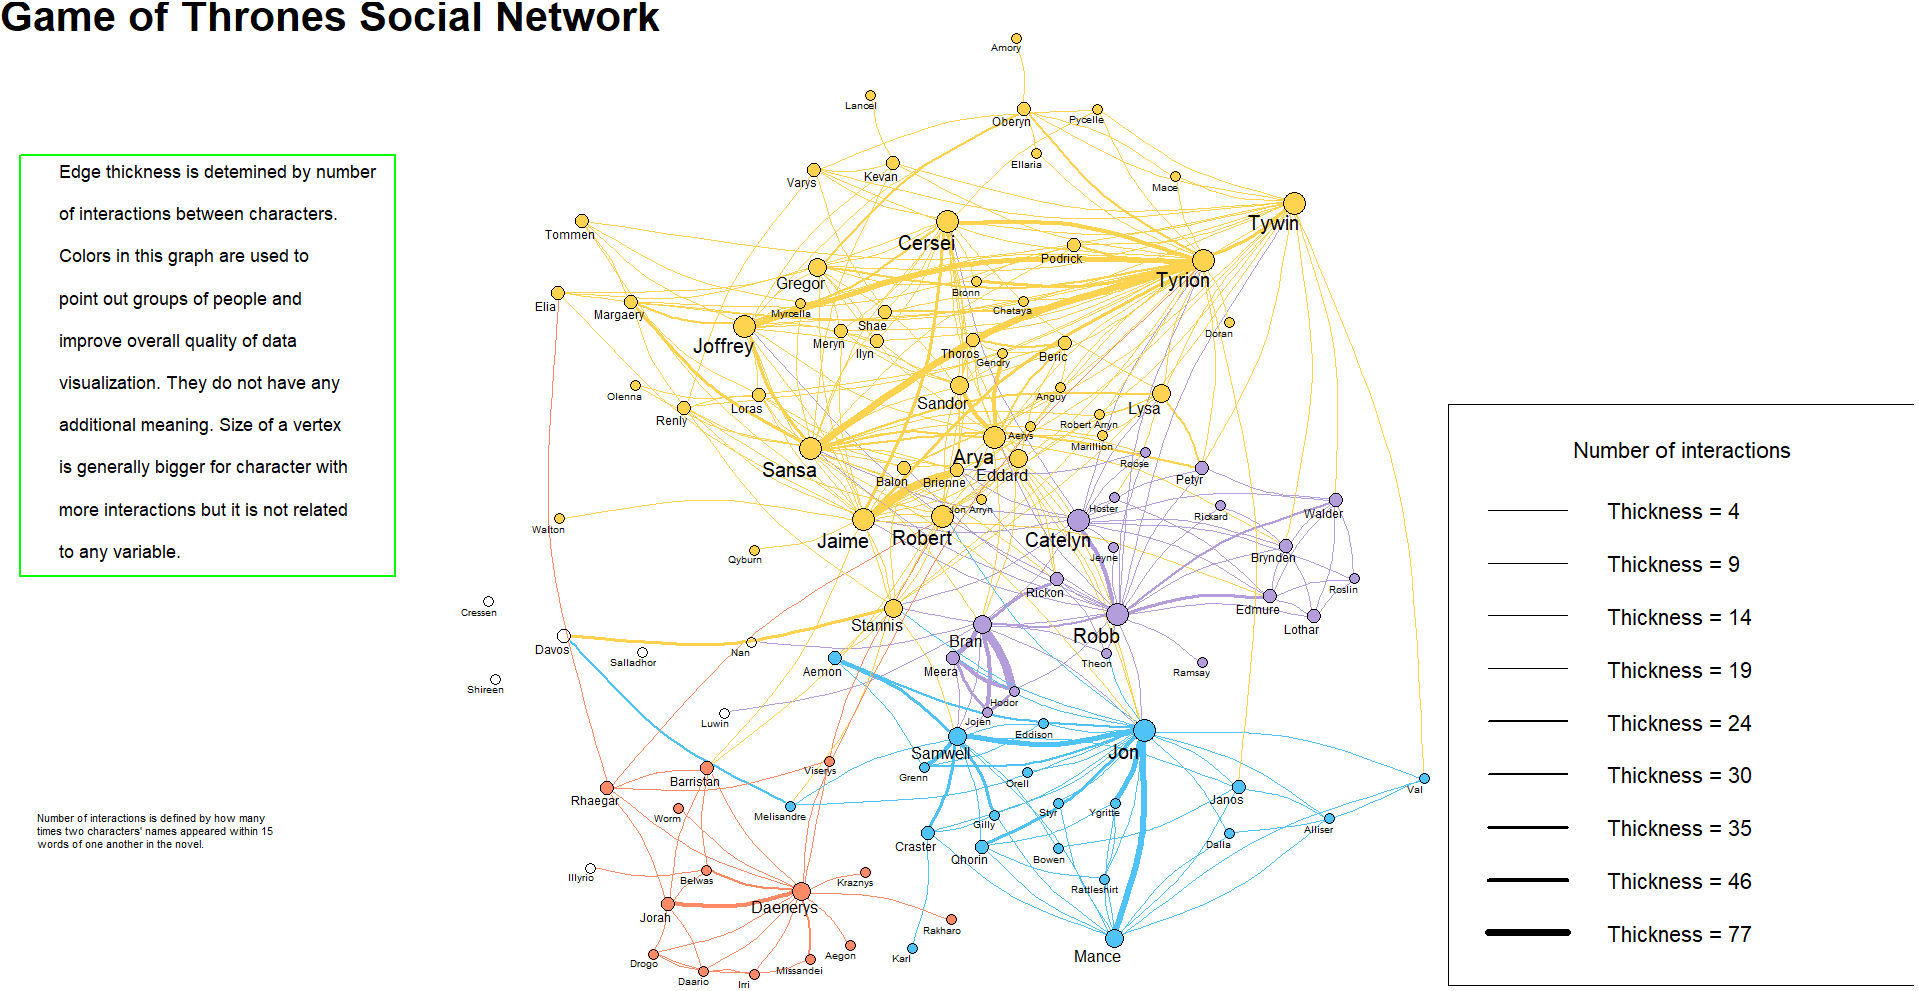 Game of Thrones Social Network
Edge thickness is detemined by number
of interactions between characters.
Colors in this graph are used to
point out groups of people and
improve overall quality of data
visualization. They do not have any
additional meaning. Size of a vertex
is generally bigger for character with
more interactions but it is not related
to any variable.
Number of interactions is defined by how many
times two characters' names appeared within 15
words of one another in the novel.
Amory
Lancel
Oberyn
Pycelle
Ellaria
Varys
Kevan
Mace
Tommen
Cersei
Tywin
Podrick
Gregor
Tyrion
Elia
Margaery
Myrcella
Bronn
Chataya
Shae
Joffrey
Meryn
Ilyn
Thoros
Gendry
Beric
Doran
Olenna
Renly
Loras
Sandor
Anguy
Lysa
Robert Arryn
Aerys
Marillion
Sansa
Arya
Eddard
Roose
Petyr
Balon
Brienne
Jon Arryn
Hoster
Rickard
Walder
Walton
Jaime
Robert
Catelyn
Qyburn
Jeyne
Brynden
Rickon
Roslin
Cressen
Edmure
Lothar
Stannis
Bran
Robb
Davos
Nan
Salladhor
Aemon
Meera
Theon
Ramsay
Shireen
Luwin
Hodor
Jojen
Eddison
Samwell
Jon
Barristan
Viserys
Grenn
Orell
Rhaegar
Worm
Melisandre
Gilly
Styr
Ygritte
Janos
Val
Craster
Qhorin
Bowen
Dalla
Alliser
Illyrio
Belwas
Kraznys
Rattleshirt
Jorah
Daenerys
Rakharo
Drogo
Daario
Irri
Missandei
Aegon
Karl
Mance
Number of interactions
Thickness = 4
Thickness = 9
Thickness = 14
Thickness = 19
Thickness = 24
Thickness = 30
Thickness = 35
Thickness = 46
Thickness = 77